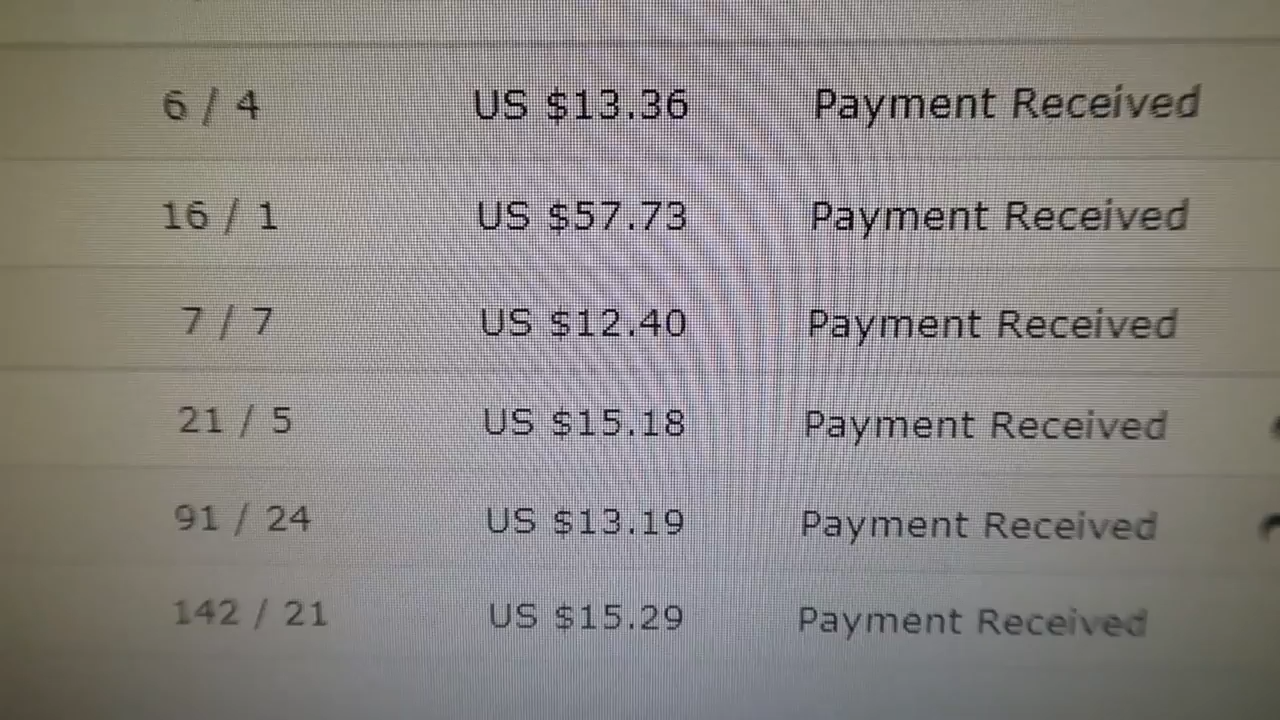 6 / 4 US $13.36 Payment Received
16 / 1 US $57.73 Payment Received
7 / 7 US $12.40 Payment Received
21 / 5 US $15.18 Payment Received
91 / 24 US $13.19 Payment Received
142 / 21 US $15.29 Payment Received